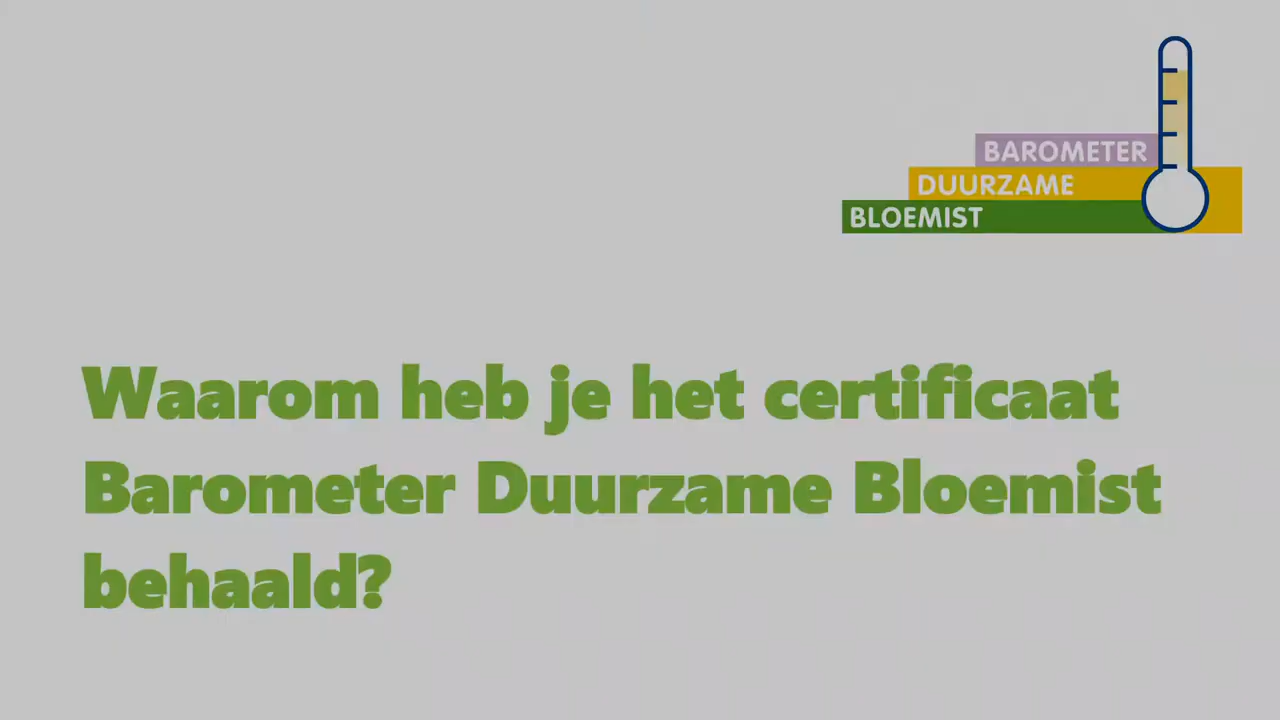 BAROMETER
DUURZAME
BLOEMIST
Waarom heb je het certificaat
Barometer Duurzame Bloemist
behaald?